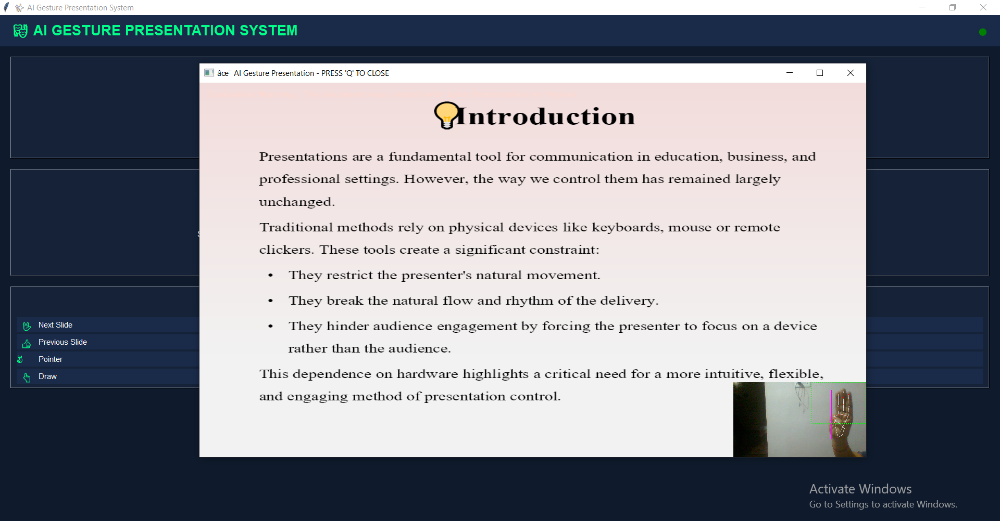 AI Gesture Presentation System
AI GESTURE PRESENTATION SYSTEM
âœ¨ AI Gesture Presentation - PRESS 'Q' TO CLOSE
Introduction
Presentations are a fundamental tool for communication in education, business, and
professional settings. However, the way we control them has remained largely
unchanged.
Traditional methods rely on physical devices like keyboards, mouse or remote
clickers. These tools create a significant constraint:
• They restrict the presenter's natural movement.
• They break the natural flow and rhythm of the delivery.
• They hinder audience engagement by forcing the presenter to focus on a device
rather than the audience.
This dependence on hardware highlights a critical need for a more intuitive, flexible,
and engaging method of presentation control.
Next Slide
Previous Slide
Pointer
Draw
Activate Windows
Go to Settings to activate Windows.